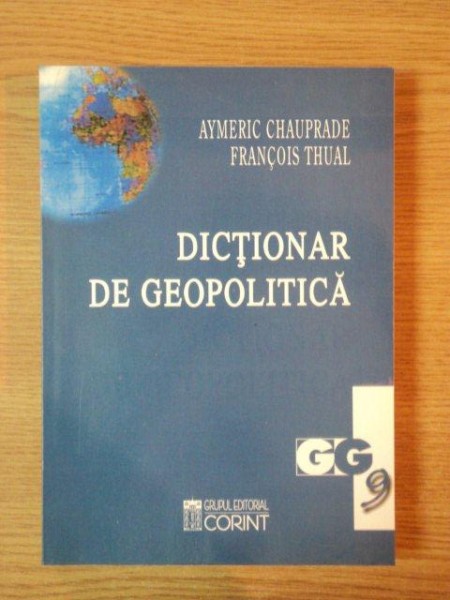 AYMERIC CHAUPRADE
FRANÇOIS THUAL
DICŢIONAR
DE GEOPOLITICĂ
GG
9
GRUPUL EDITORIAL
CORINT